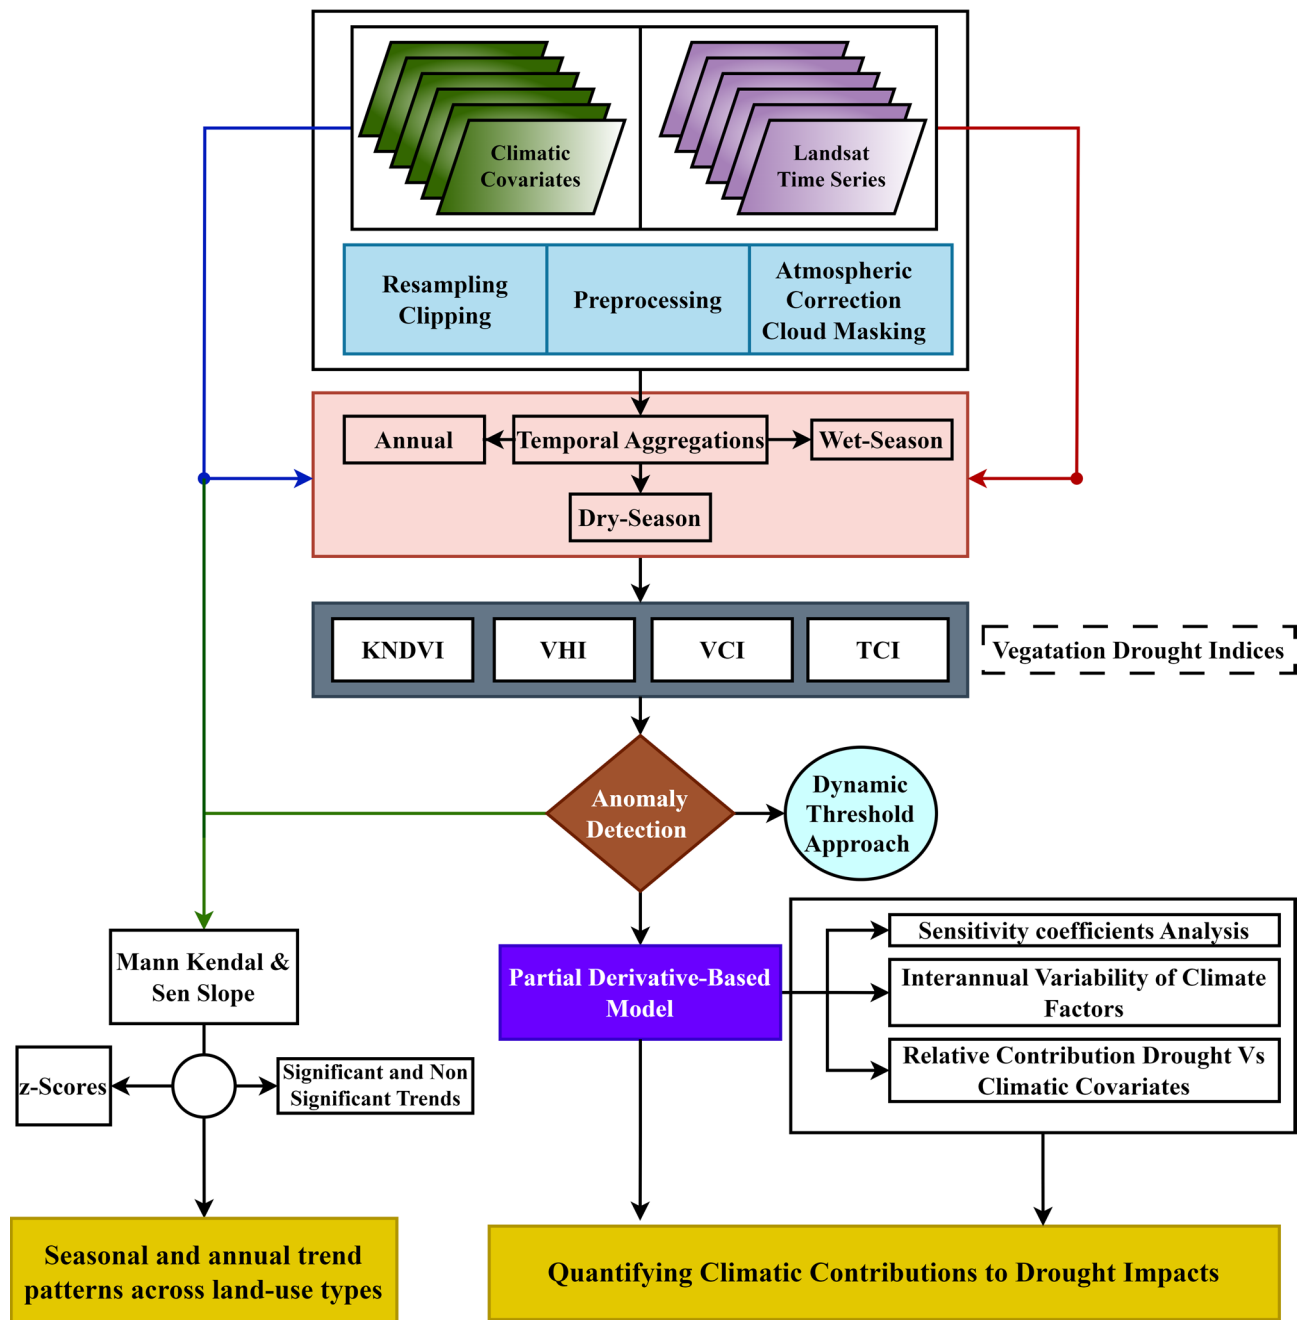 Climatic
Covariates
Landsat
Time Series
Resampling
Clipping
Preprocessing
Atmospheric
Correction
Cloud Masking
Annual
Temporal Aggregations
Wet-Season
Dry-Season
KNDVI
VHI
VCI
TCI
Vegatation Drought Indices
Anomaly
Detection
Dynamic
Threshold
Approach
Mann Kendal &
Sen Slope
Partial Derivative-Based
Model
Sensitivity coefficients Analysis
Interannual Variability of Climate
Factors
Relative Contribution Drought Vs
Climatic Covariates
z-Scores
Significant and Non
Significant Trends
Seasonal and annual trend
patterns across land-use types
Quantifying Climatic Contributions to Drought Impacts